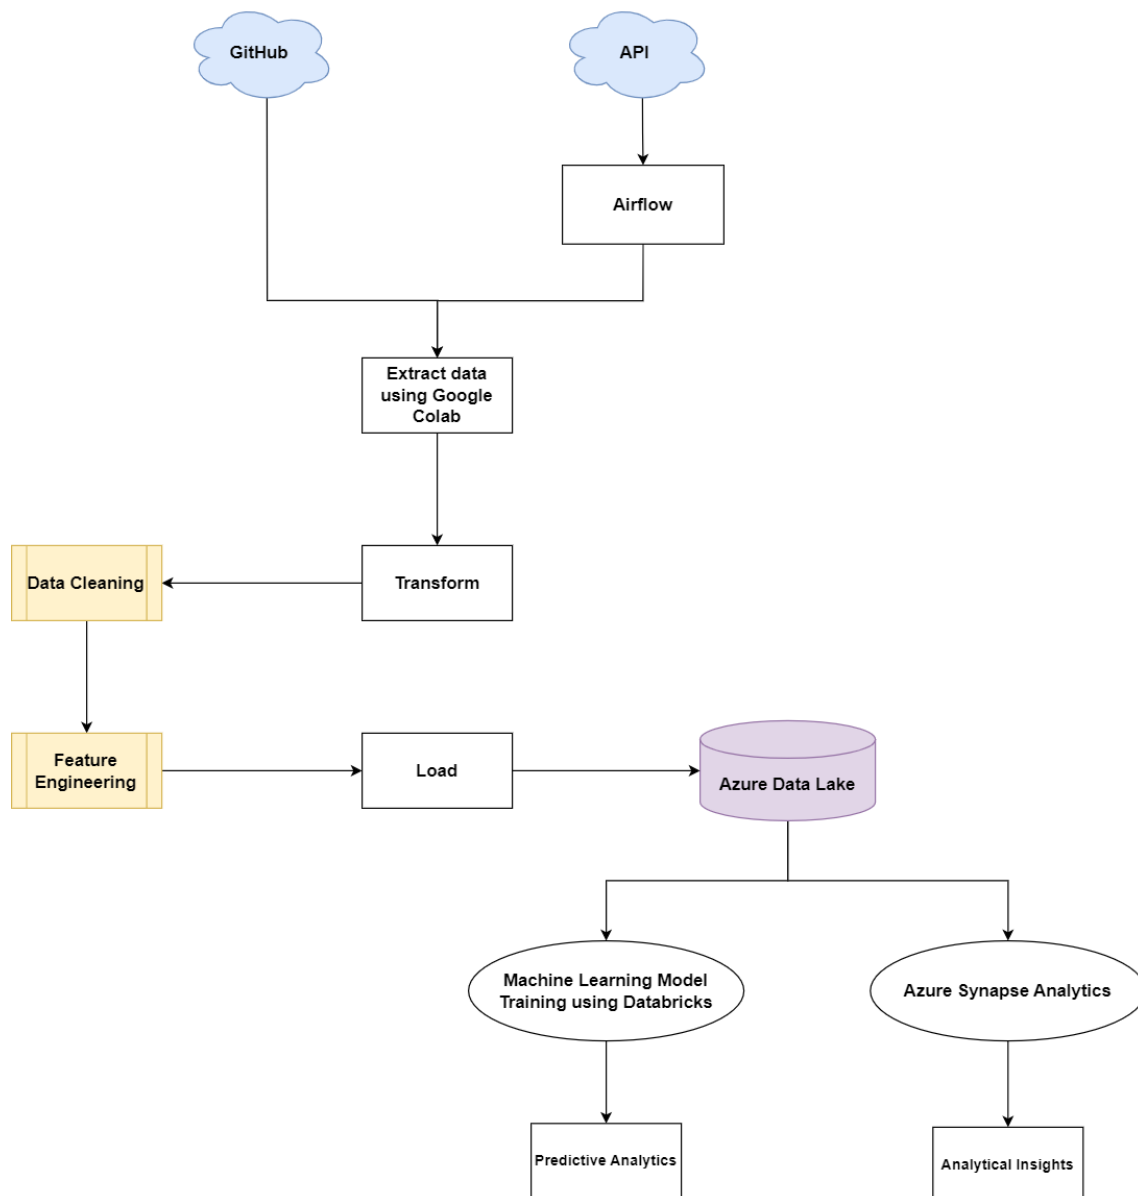 GitHub
API
Airflow
Extract data
using Google
Colab
Data Cleaning
Transform
Feature
Engineering
Load
Azure Data Lake
Machine Learning Model
Training using Databricks
Azure Synapse Analytics
Predictive Analytics
Analytical Insights